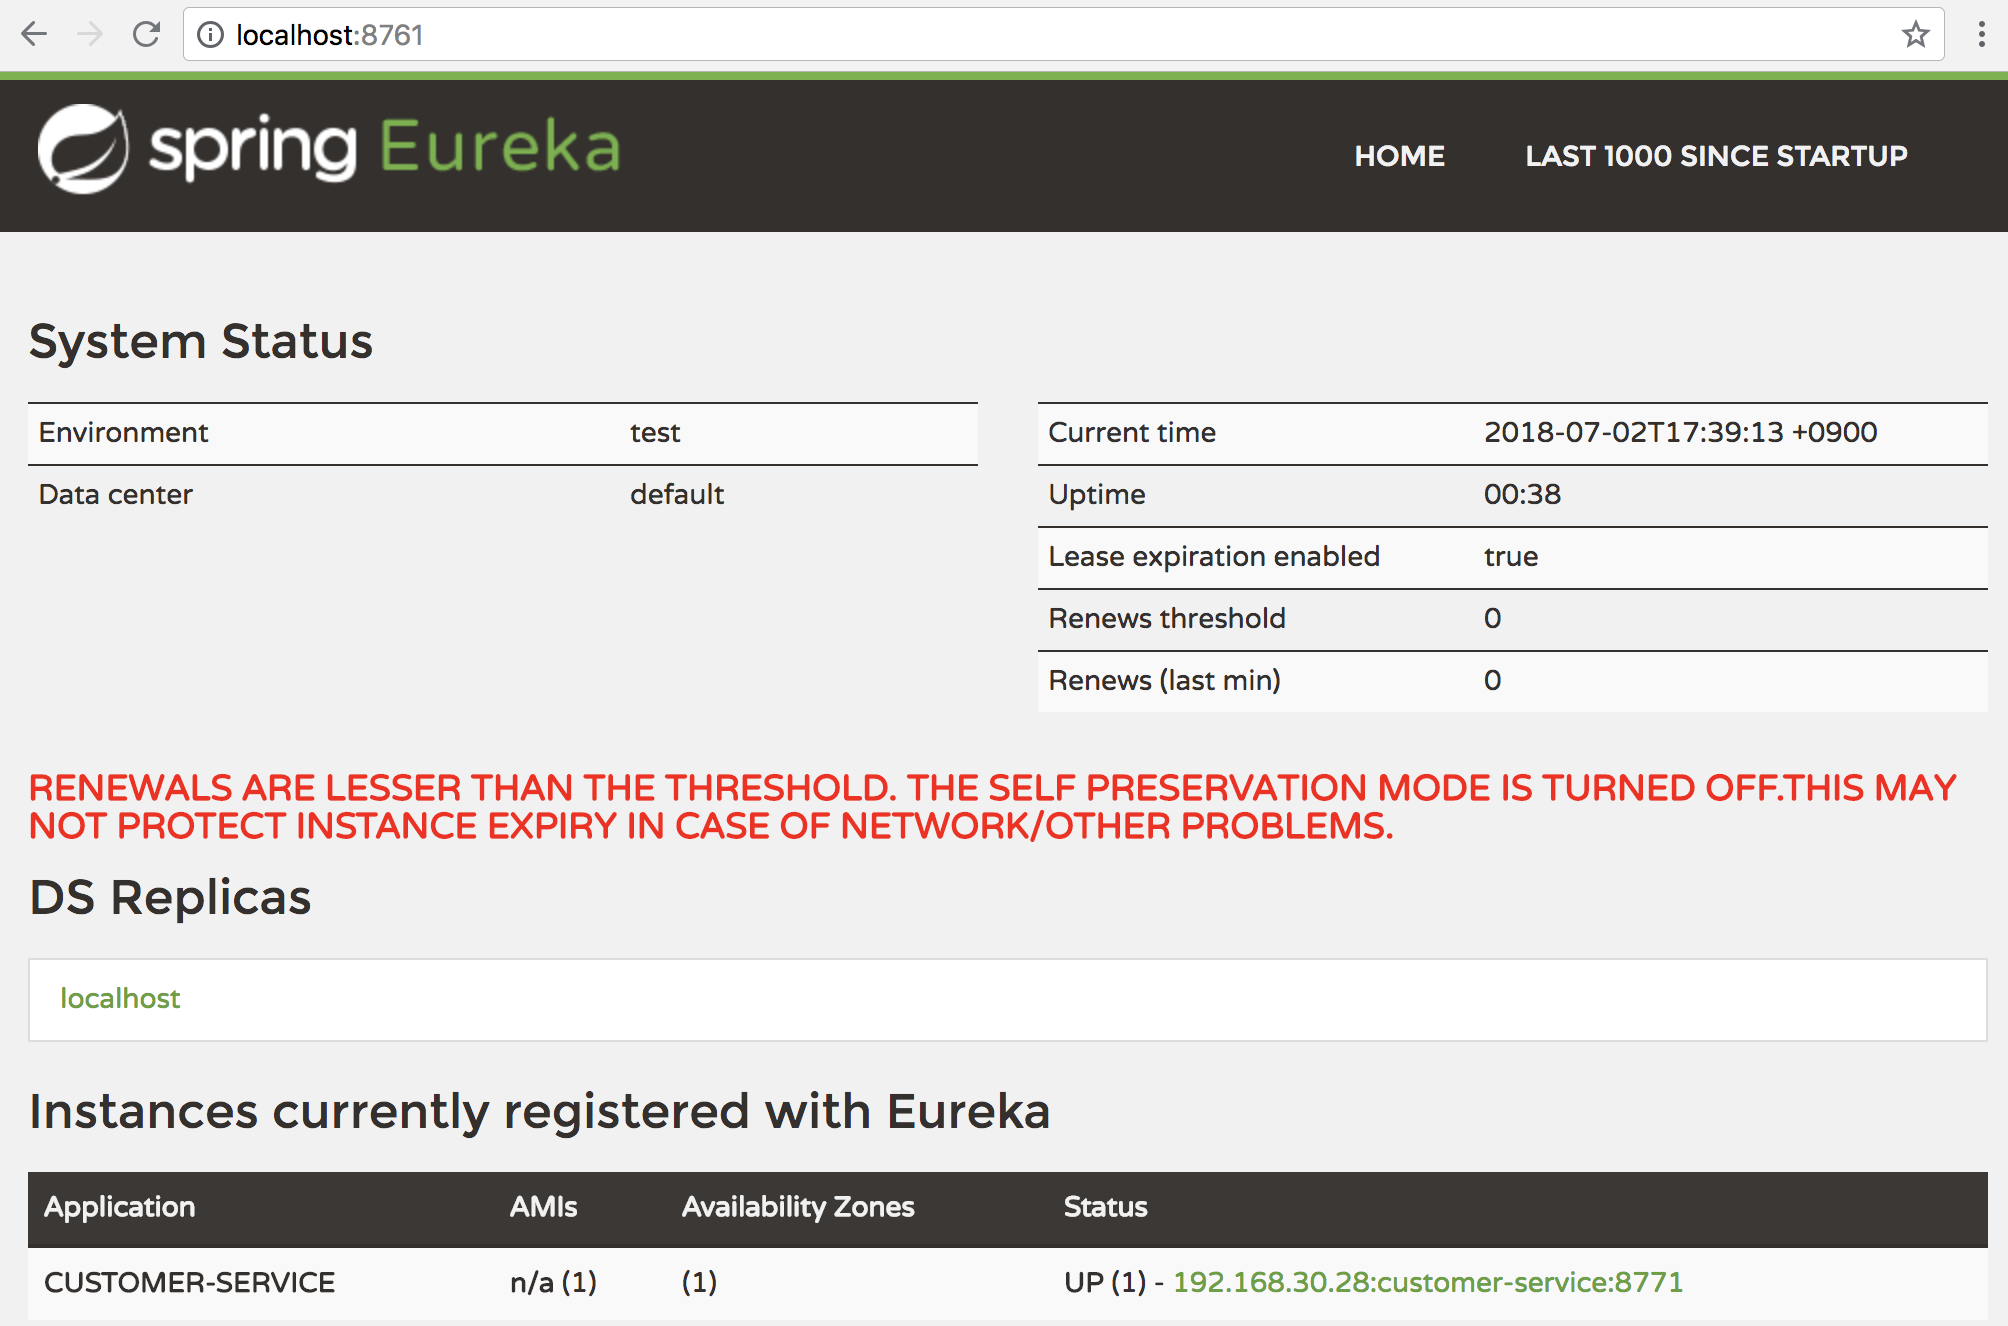 localhost:8761
spring Eureka
HOME LAST 1000 SINCE STARTUP
System Status
Environment test
Data center default
Current time 2018-07-02T17:39:13 +0900
Uptime 00:38
Lease expiration enabled true
Renews threshold 0
Renews (last min) 0
RENEWALS ARE LESSER THAN THE THRESHOLD. THE SELF PRESERVATION MODE IS TURNED OFF.THIS MAY
NOT PROTECT INSTANCE EXPIRY IN CASE OF NETWORK/OTHER PROBLEMS.
DS Replicas
localhost
Instances currently registered with Eureka
Application AMIs Availability Zones Status
CUSTOMER-SERVICE n/a (1) (1) UP (1) - 192.168.30.28:customer-service:8771